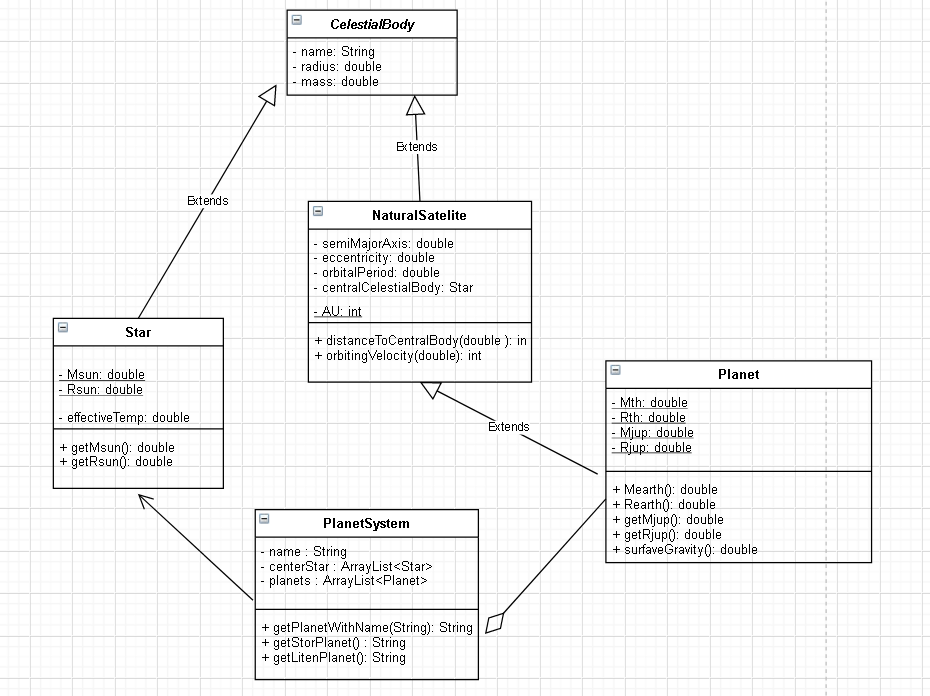 CelestialBody
- name: String
- radius: double
- mass: double
Extends
Extends
NaturalSatelite
- semiMajorAxis: double
- eccentricity: double
- orbitalPeriod: double
- centralCelestialBody: Star
- AU: int
+ distanceToCentralBody(double ): in
+ orbitingVelocity(double): int
Star
- Msun: double
- Rsun: double
- effectiveTemp: double
+ getMsun(): double
+ getRsun(): double
Extends
Planet
- Mth: double
- Rth: double
- Mjup: double
- Rjup: double
+ Mearth(): double
+ Rearth(): double
+ getMjup(): double
+ getRjup(): double
+ surfaveGravity(): double
PlanetSystem
- name : String
- centerStar : ArrayList<Star>
- planets : ArrayList<Planet>
+ getPlanetWithName(String): String
+ getStorPlanet() : String
+ getLitenPlanet(): String